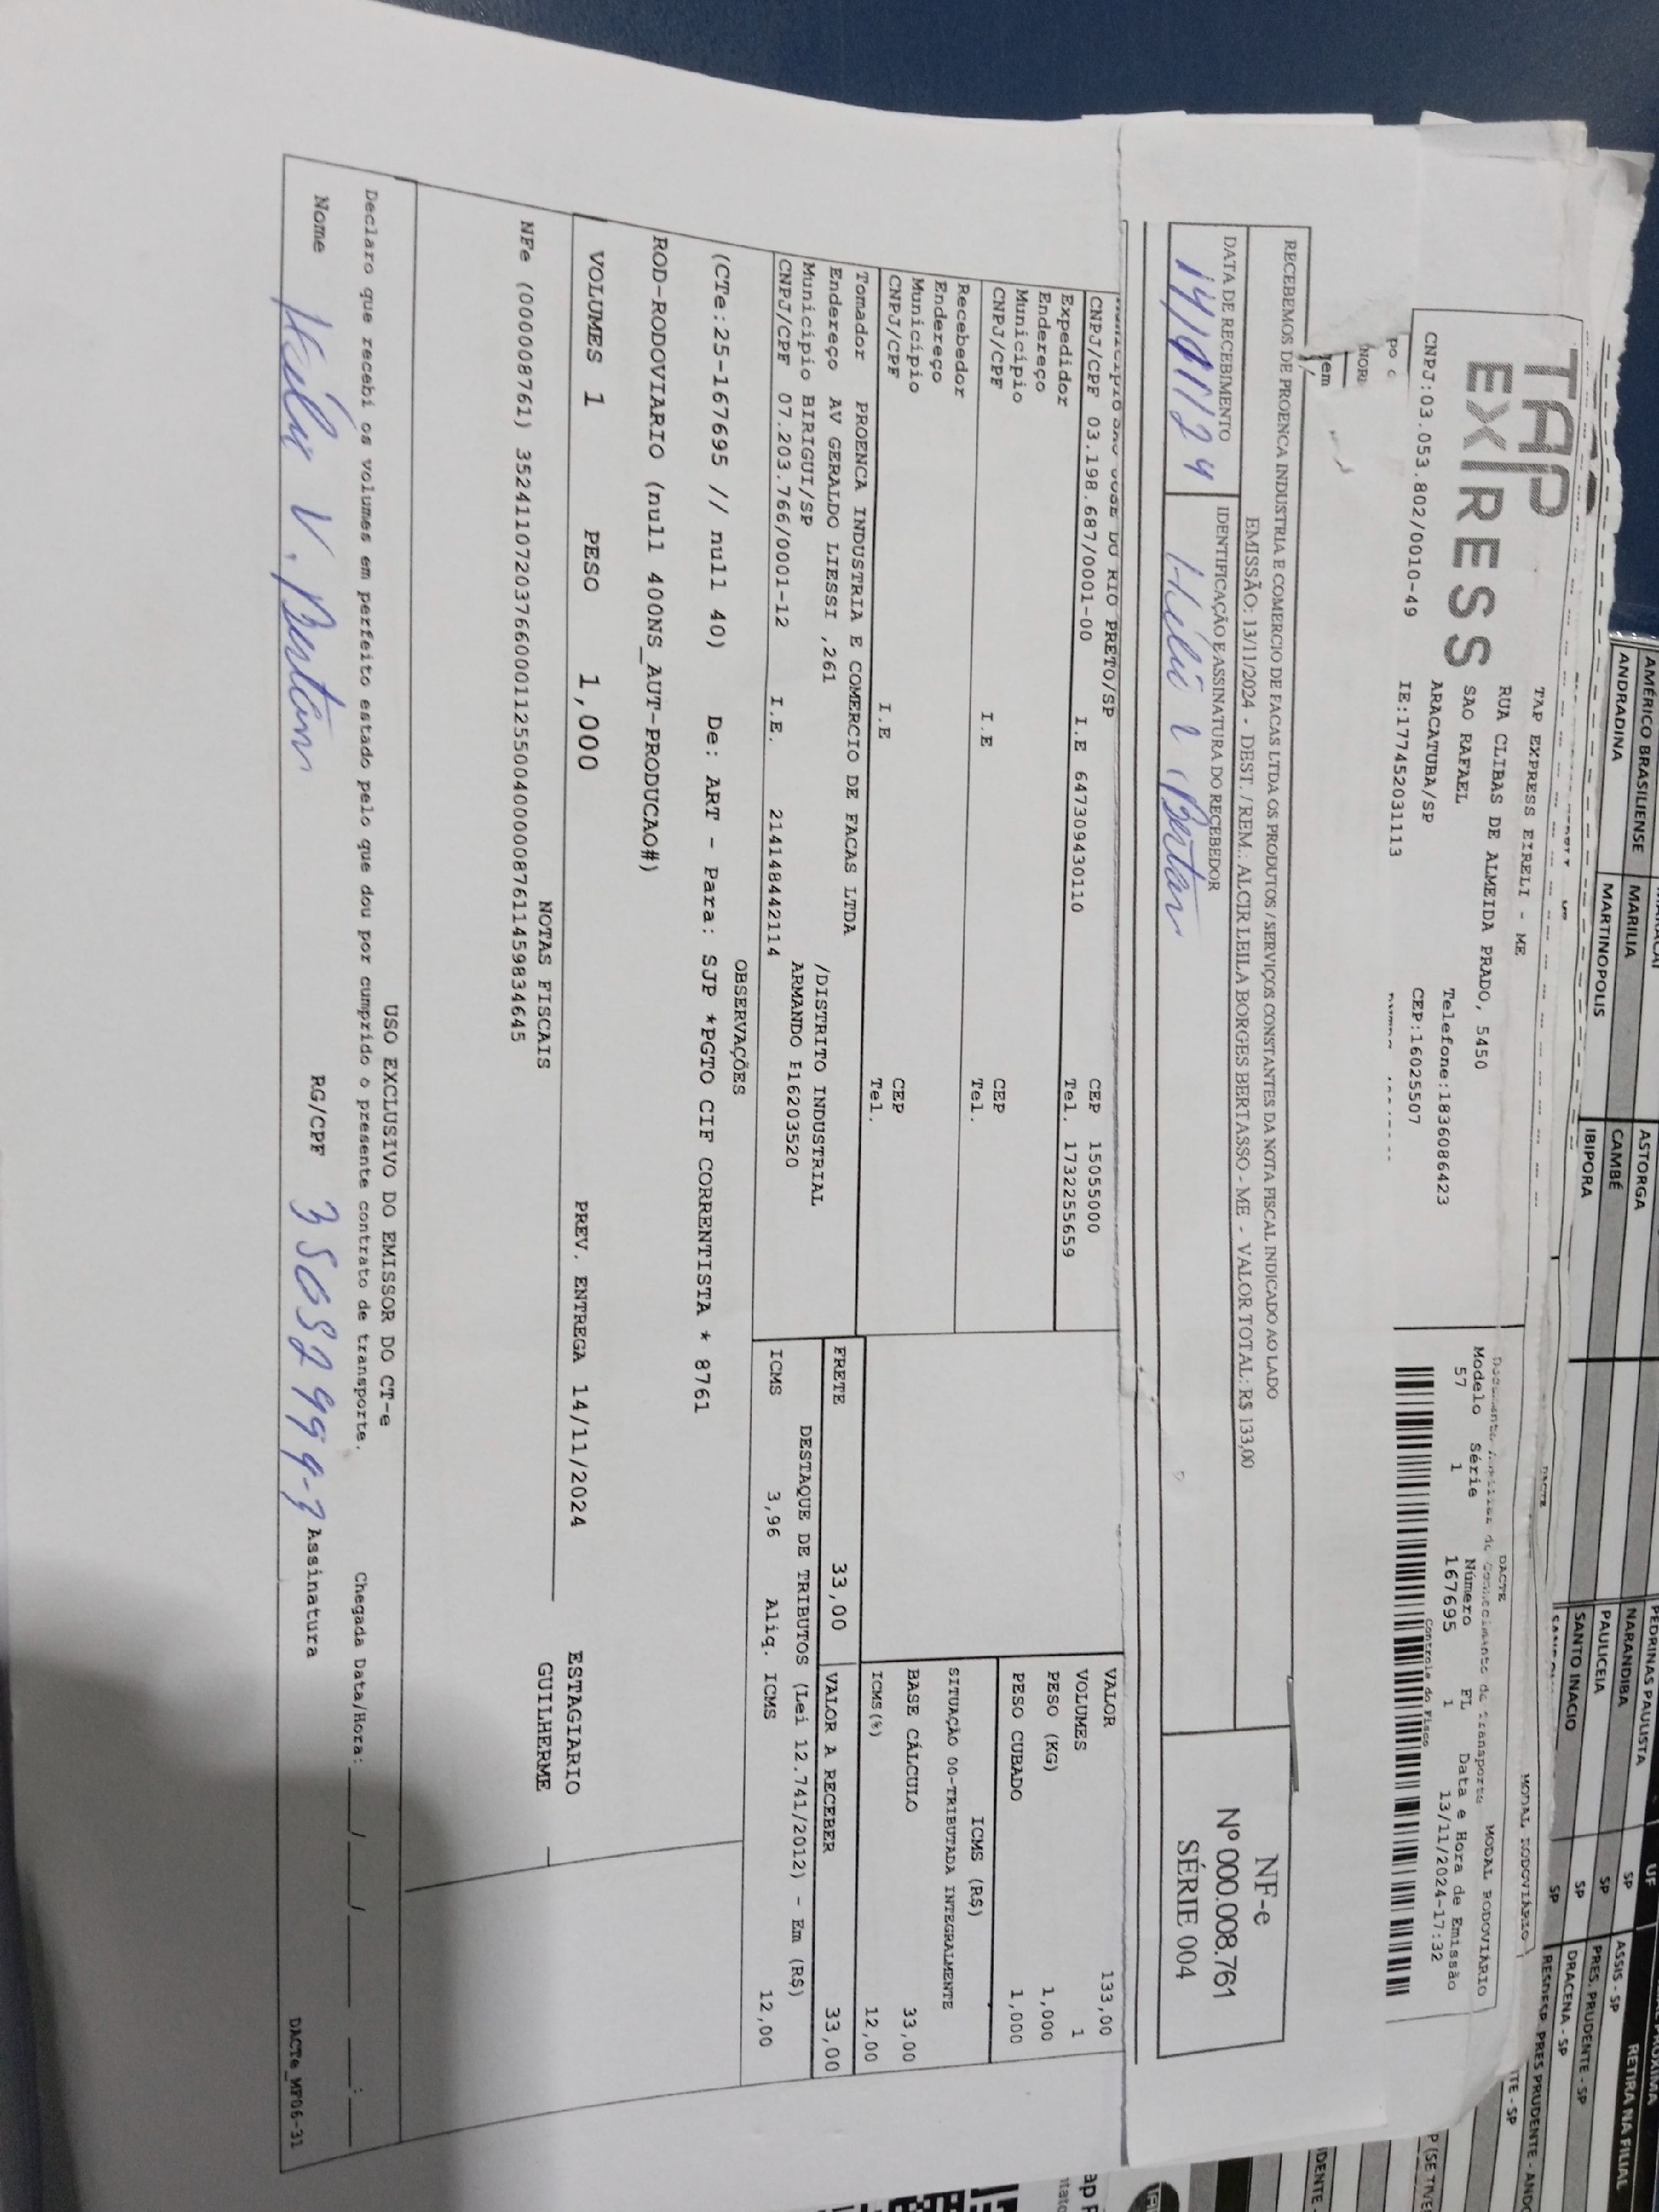 TAP
EXPRESS
TAP EXPRESS EIRELI - ME
RUA CLIBAS DE ALMEIDA PRADO, 5450
SAO RAFAEL
Telefone:1836086423
ARACATUBA/SP
CEP:16025507
CNPJ:03.053.802/0010-49
IE:177452031113
DACTE
MODAL RODOVIÁRIO
Modelo Série Número FL Data e Hora de Emissão
57 1 167695 1 13/11/2024-17:32
Controle do Fisco
RECEBEMOS DE PROENCA INDUSTRIA E COMERCIO DE FACAS LTDA OS PRODUTOS / SERVIÇOS CONSTANTES DA NOTA FISCAL INDICADO AO LADO
EMISSÃO: 13/11/2024 - DEST. / REM.: ALCIR LEILA BORGES BERTASSO - ME - VALOR TOTAL: R$ 133,00
DATA DE RECEBIMENTO
IDENTIFICAÇÃO E ASSINATURA DO RECEBEDOR
14/11/24
NF-e
Nº 000.008.761
SÉRIE 004
DO RIO PRETO/SP
CNPJ/CPF 03.198.687/0001-00 I.E 647309430110 CEP 15055000
Expedidor Tel. 1732255659
Endereço
Município CEP
CNPJ/CPF I.E Tel.
Recebedor
Endereço
Município CEP
CNPJ/CPF I.E Tel.
VALOR 133,00
VOLUMES 1
PESO (KG) 1,000
PESO CUBADO 1,000
ICMS (R$)
SITUAÇÃO 00-TRIBUTADA INTEGRALMENTE
BASE CÁLCULO 33,00
ICMS(%) 12,00
Tomador PROENCA INDUSTRIA E COMERCIO DE FACAS LTDA
Endereço AV GERALDO LIESSI ,261 /DISTRITO INDUSTRIAL
Município BIRIGUI/SP ARMANDO F16203520
CNPJ/CPF 07.203.766/0001-12 I.E. 214148442114
FRETE 33,00 VALOR A RECEBER 33,00
DESTAQUE DE TRIBUTOS (Lei 12.741/2012) - Em (R$)
ICMS 3,96 Aliq. ICMS 12,00
OBSERVAÇÕES
(CTe:25-167695 // null 40) De: ART - Para: SJP *PGTO CIF CORRENTISTA * 8761
ROD-RODOVIARIO (null 400NS_AUT-PRODUCAO#)
VOLUMES 1 PESO 1,000 PREV. ENTREGA 14/11/2024 ESTAGIARIO
GUILHERME
NOTAS FISCAIS
NFe (000008761) 35241107203766000112550040000087611459834645
USO EXCLUSIVO DO EMISSOR DO CT-e
Declaro que recebi os volumes em perfeito estado pelo que dou por cumprido o presente contrato de transporte.
Chegada Data/Hora: ___/___/___ __:__
Nome RG/CPF Assinatura
DACTe_MP06-31
AMÉRICO BRASILIENSE
ANDRADINA
MARILIA
MARTINOPOLIS
ASTORGA
CAMBÉ
IBIPORA
PEDRINAS PAULISTA
NARANDIBA
PAULICEIA
SANTO INACIO
UF
SP
SP
SP
SP
RETIRA NA FILIAL
ASSIS - SP
PRES. PRUDENTE - SP
DRACENA - SP